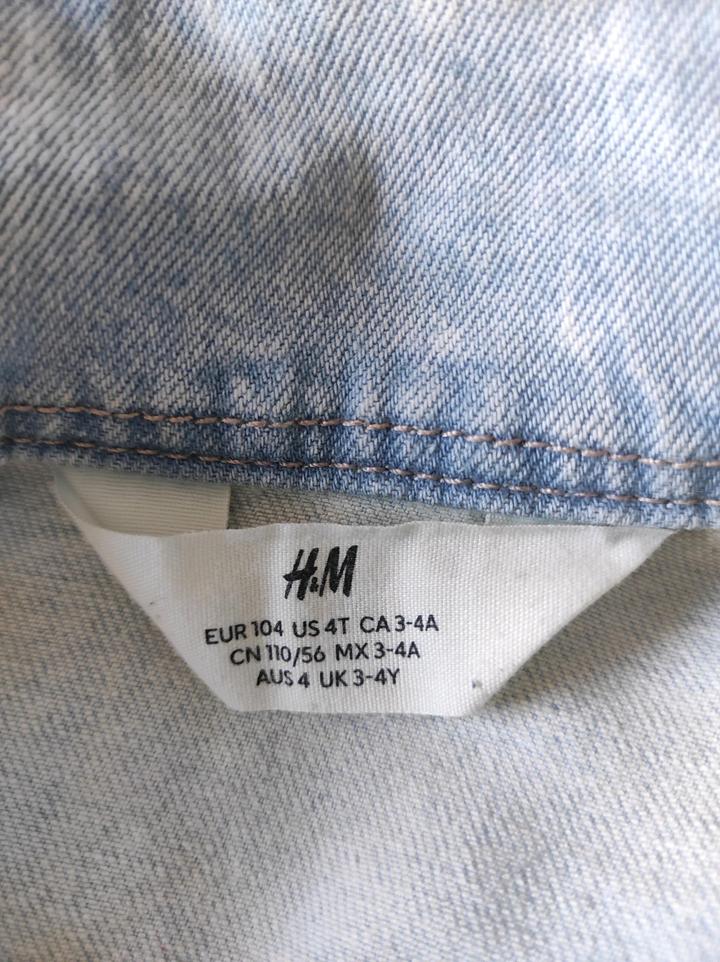 H&M
EUR 104 US 4T CA 3-4A
CN 110/56 MX 3-4A
AUS 4 UK 3-4Y